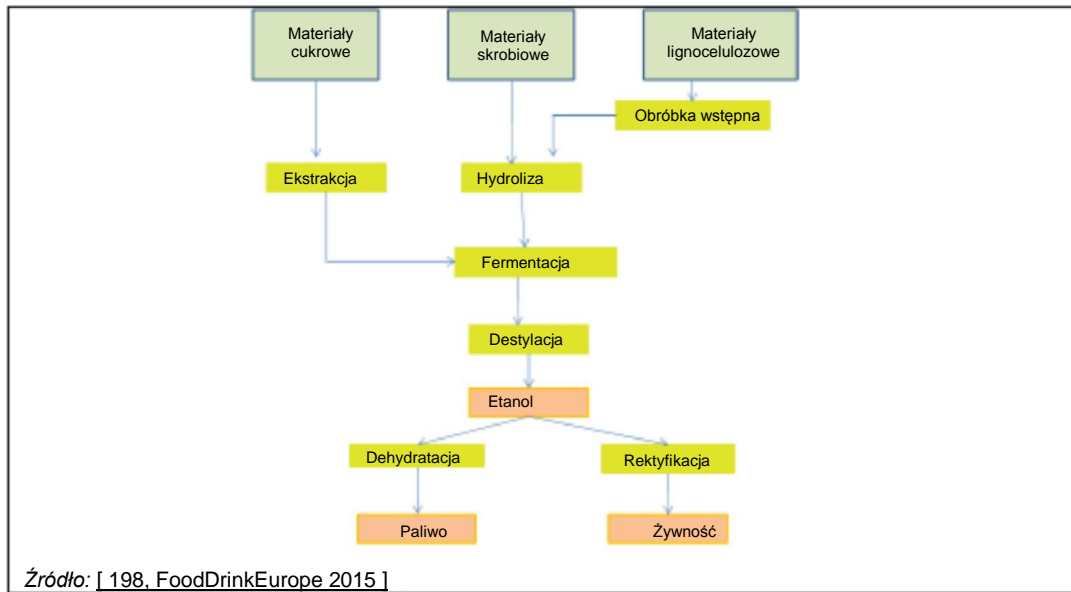 Materiały
cukrowe
Materiały
skrobiowe
Materiały
lignocelulozowe
Obróbka wstępna
Ekstrakcja
Hydroliza
Fermentacja
Destylacja
Etanol
Dehydratacja
Rektyfikacja
Paliwo
Żywność
Źródło: [ 198, FoodDrinkEurope 2015 ]